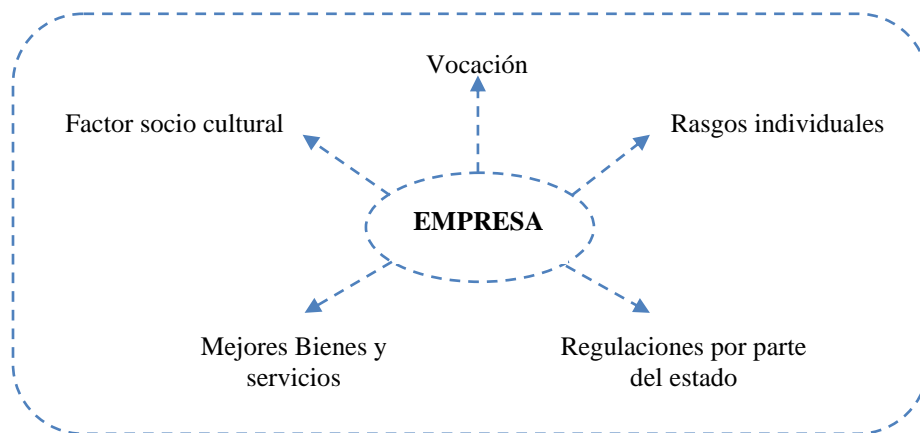 Vocación
Factor socio cultural
Rasgos individuales
EMPRESA
Mejores Bienes y
servicios
Regulaciones por parte
del estado